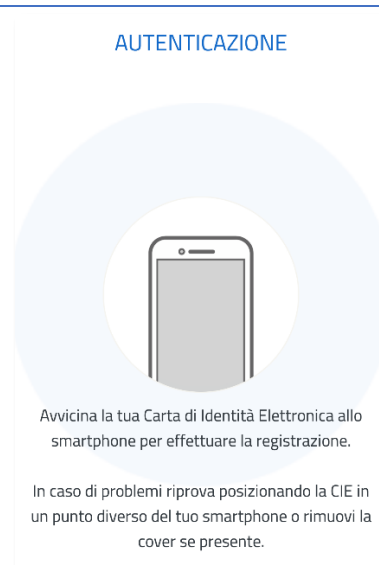 AUTENTICAZIONE
Avvicina la tua Carta di Identità Elettronica allo
smartphone per effettuare la registrazione.
In caso di problemi riprova posizionando la CIE in
un punto diverso del tuo smartphone o rimuovi la
cover se presente.